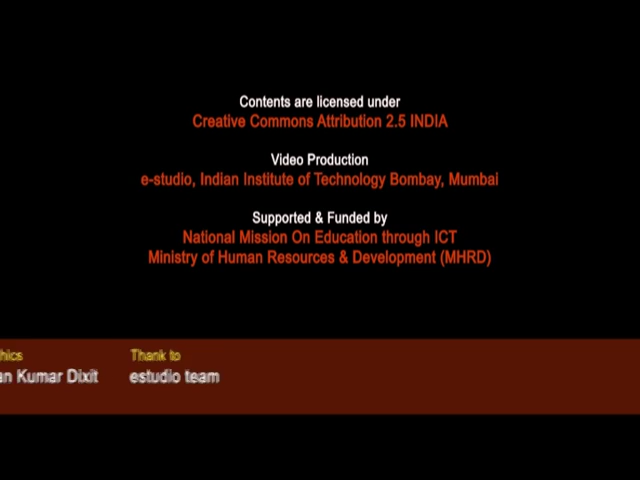 Contents are licensed under
Creative Commons Attribution 2.5 INDIA
Video Production
e-studio, Indian Institute of Technology Bombay, Mumbai
Supported & Funded by
National Mission On Education through ICT
Ministry of Human Resources & Development (MHRD)
Thank to
Kumar Dixit estudio team